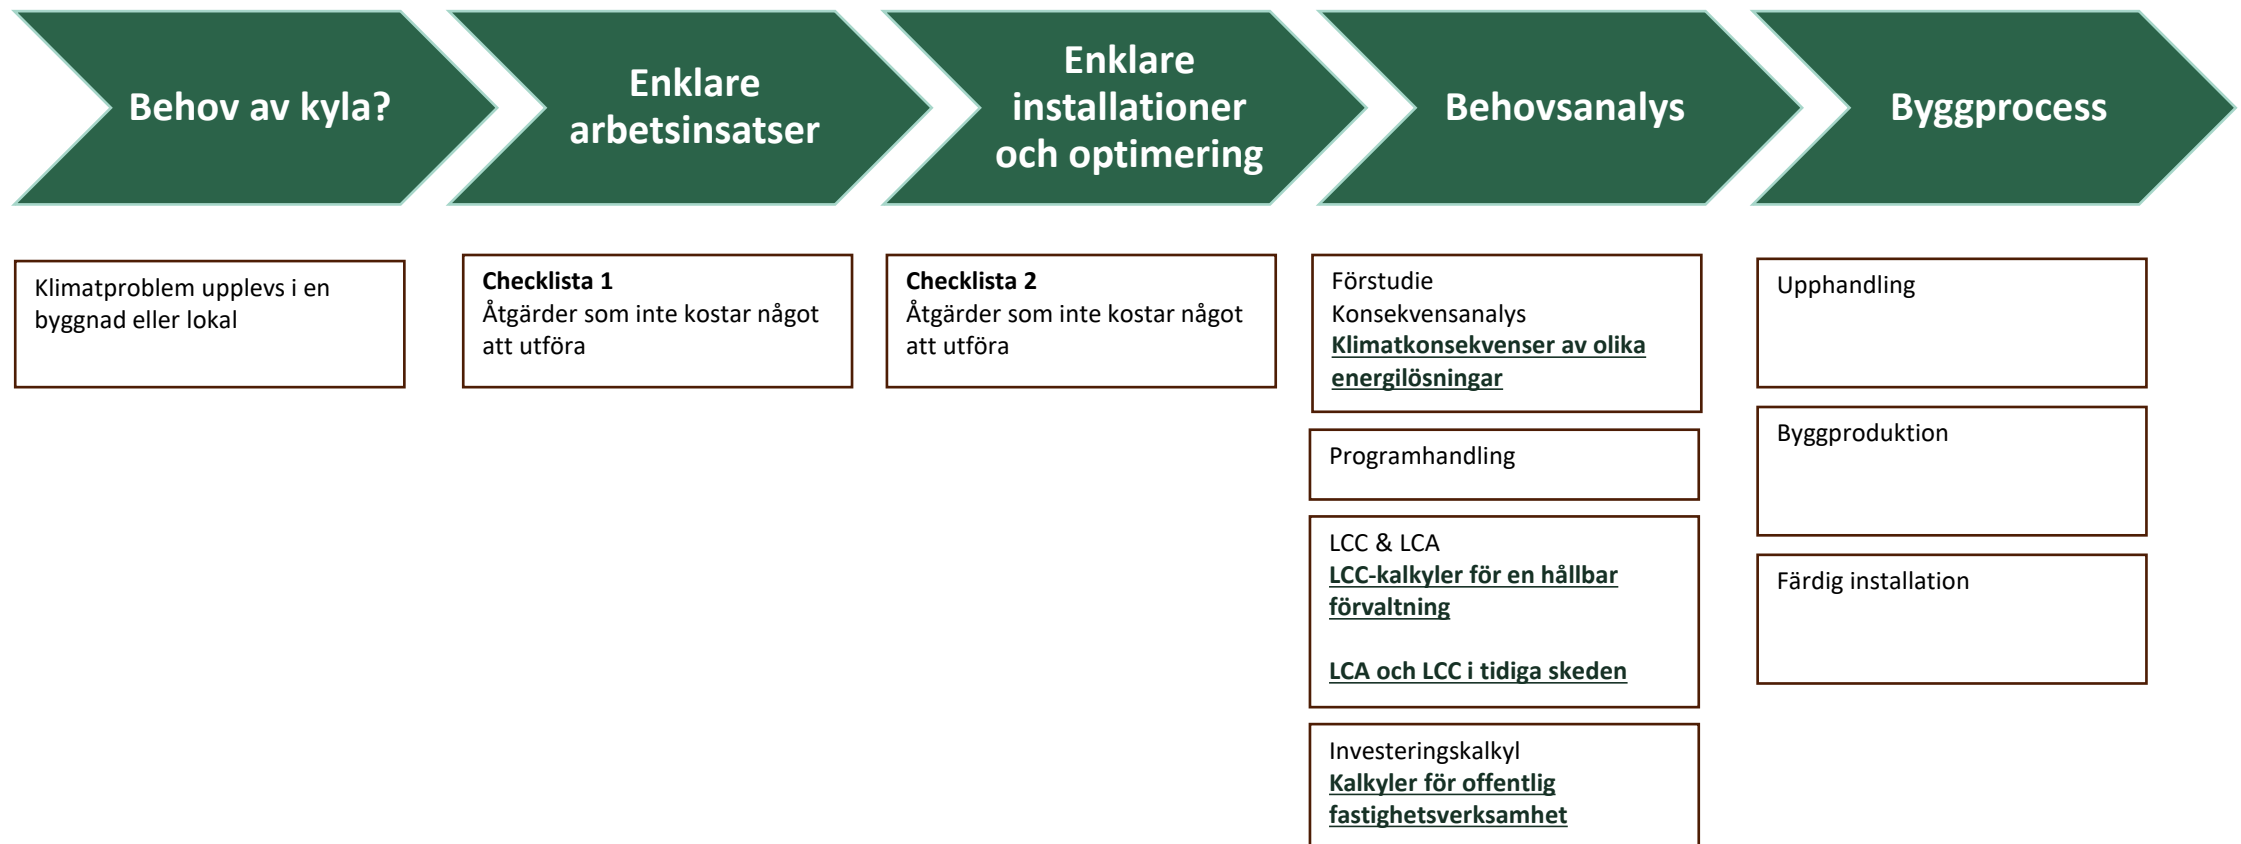 Behov av kyla?
Enklare
arbetsinsatser
Enklare
installationer
och optimering
Behovsanalys
Byggprocess
Klimatproblem upplevs i en
byggnad eller lokal
Checklista 1
Åtgärder som inte kostar något
att utföra
Checklista 2
Åtgärder som inte kostar något
att utföra
Förstudie
Konsekvensanalys
Klimatkonsekvenser av olika
energilösningar
Programhandling
LCC & LCA
LCC-kalkyler för en hållbar
förvaltning
LCA och LCC i tidiga skeden
Investeringskalkyl
Kalkyler för offentlig
fastighetsverksamhet
Upphandling
Byggproduktion
Färdig installation